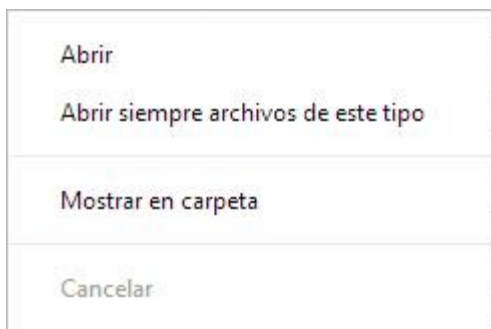 Abrir
Abrir siempre archivos de este tipo
Mostrar en carpeta
Cancelar